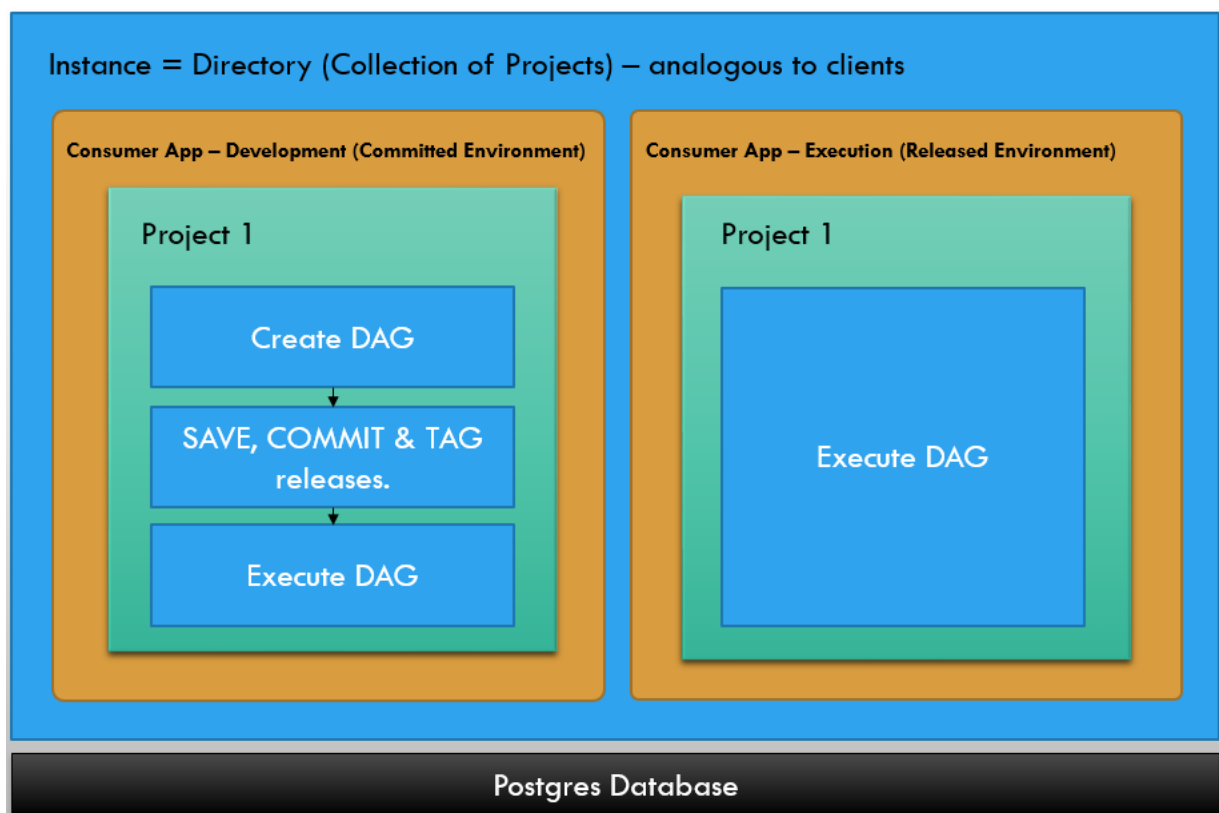 Instance = Directory (Collection of Projects) – analogous to clients
Consumer App – Development (Committed Environment)
Project 1
Create DAG
SAVE, COMMIT & TAG
releases.
Execute DAG
Consumer App – Execution (Released Environment)
Project 1
Execute DAG
Postgres Database